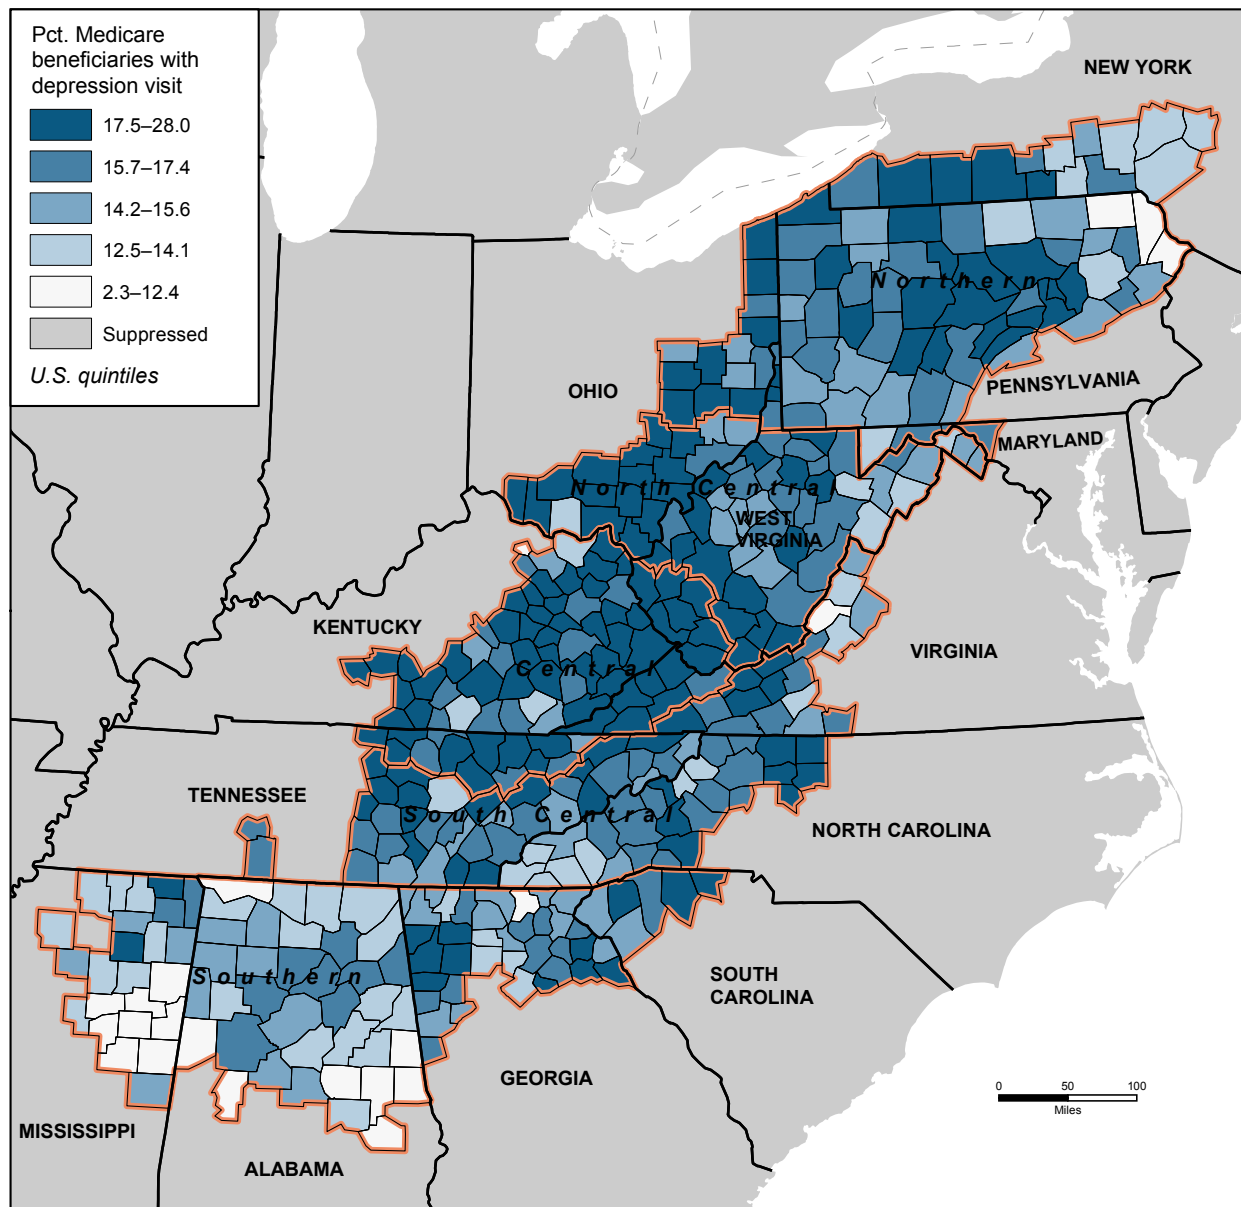 Pct. Medicare
beneficiaries with
depression visit
17.5–28.0
15.7–17.4
14.2–15.6
12.5–14.1
2.3–12.4
Suppressed
U.S. quintiles
NEW YORK
Northern
PENNSYLVANIA
OHIO
MARYLAND
North Central
WEST
VIRGINIA
KENTUCKY
VIRGINIA
Central
TENNESSEE
South Central
NORTH CAROLINA
Southern
SOUTH
CAROLINA
GEORGIA
0 50 100
Miles
MISSISSIPPI
ALABAMA